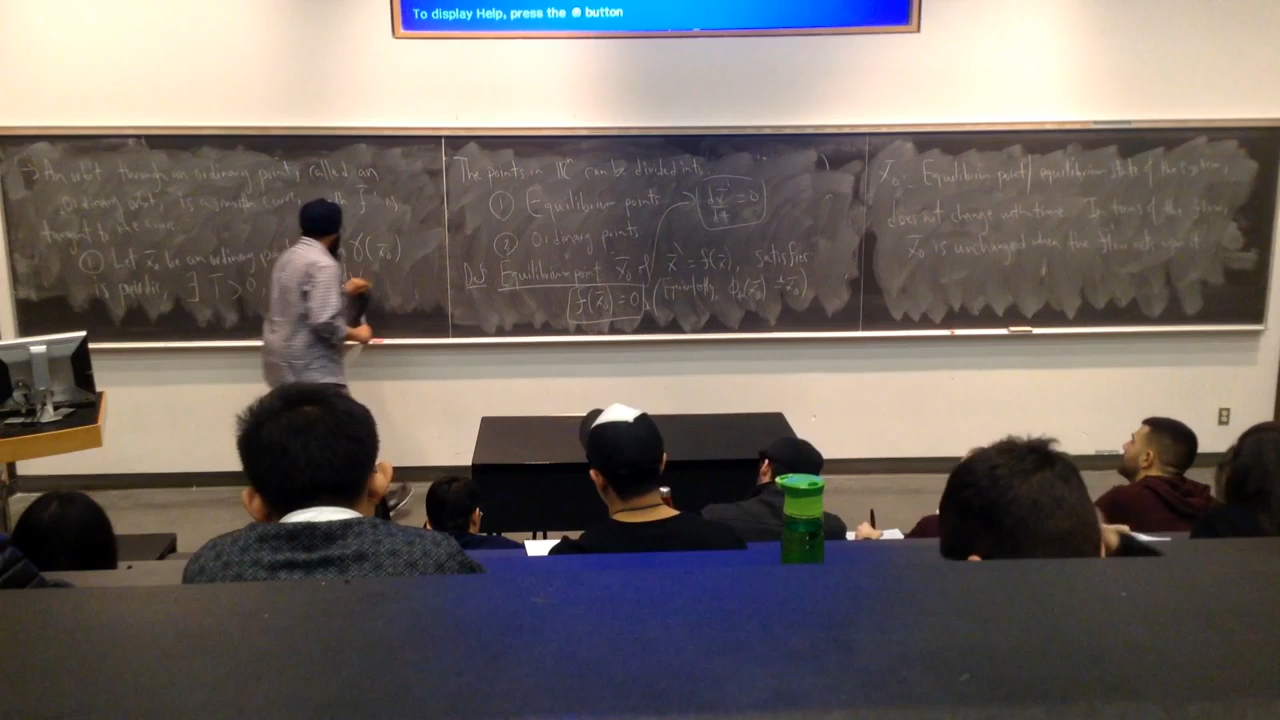 To display Help, press the button
→ An orbit through an ordinary point, called an
ordinary orbit, is a smooth curve with f⃗ as
tangent to the curve.
① Let x̄₀ be an ordinary γ(x̄₀)
is periodic, ∃ T > 0,
The points in ℝⁿ can be divided into
① Equilibrium points → dx̄/dt = 0
② Ordinary points
Def Equilibrium point x̄₀ of x̄' = f(x̄), satisfies
f(x̄₀) = 0
x̄₀: Equilibrium point / equilibrium state of the system,
does not change with time. In terms of the flow,
x̄₀ is unchanged when the flow acts upon it.